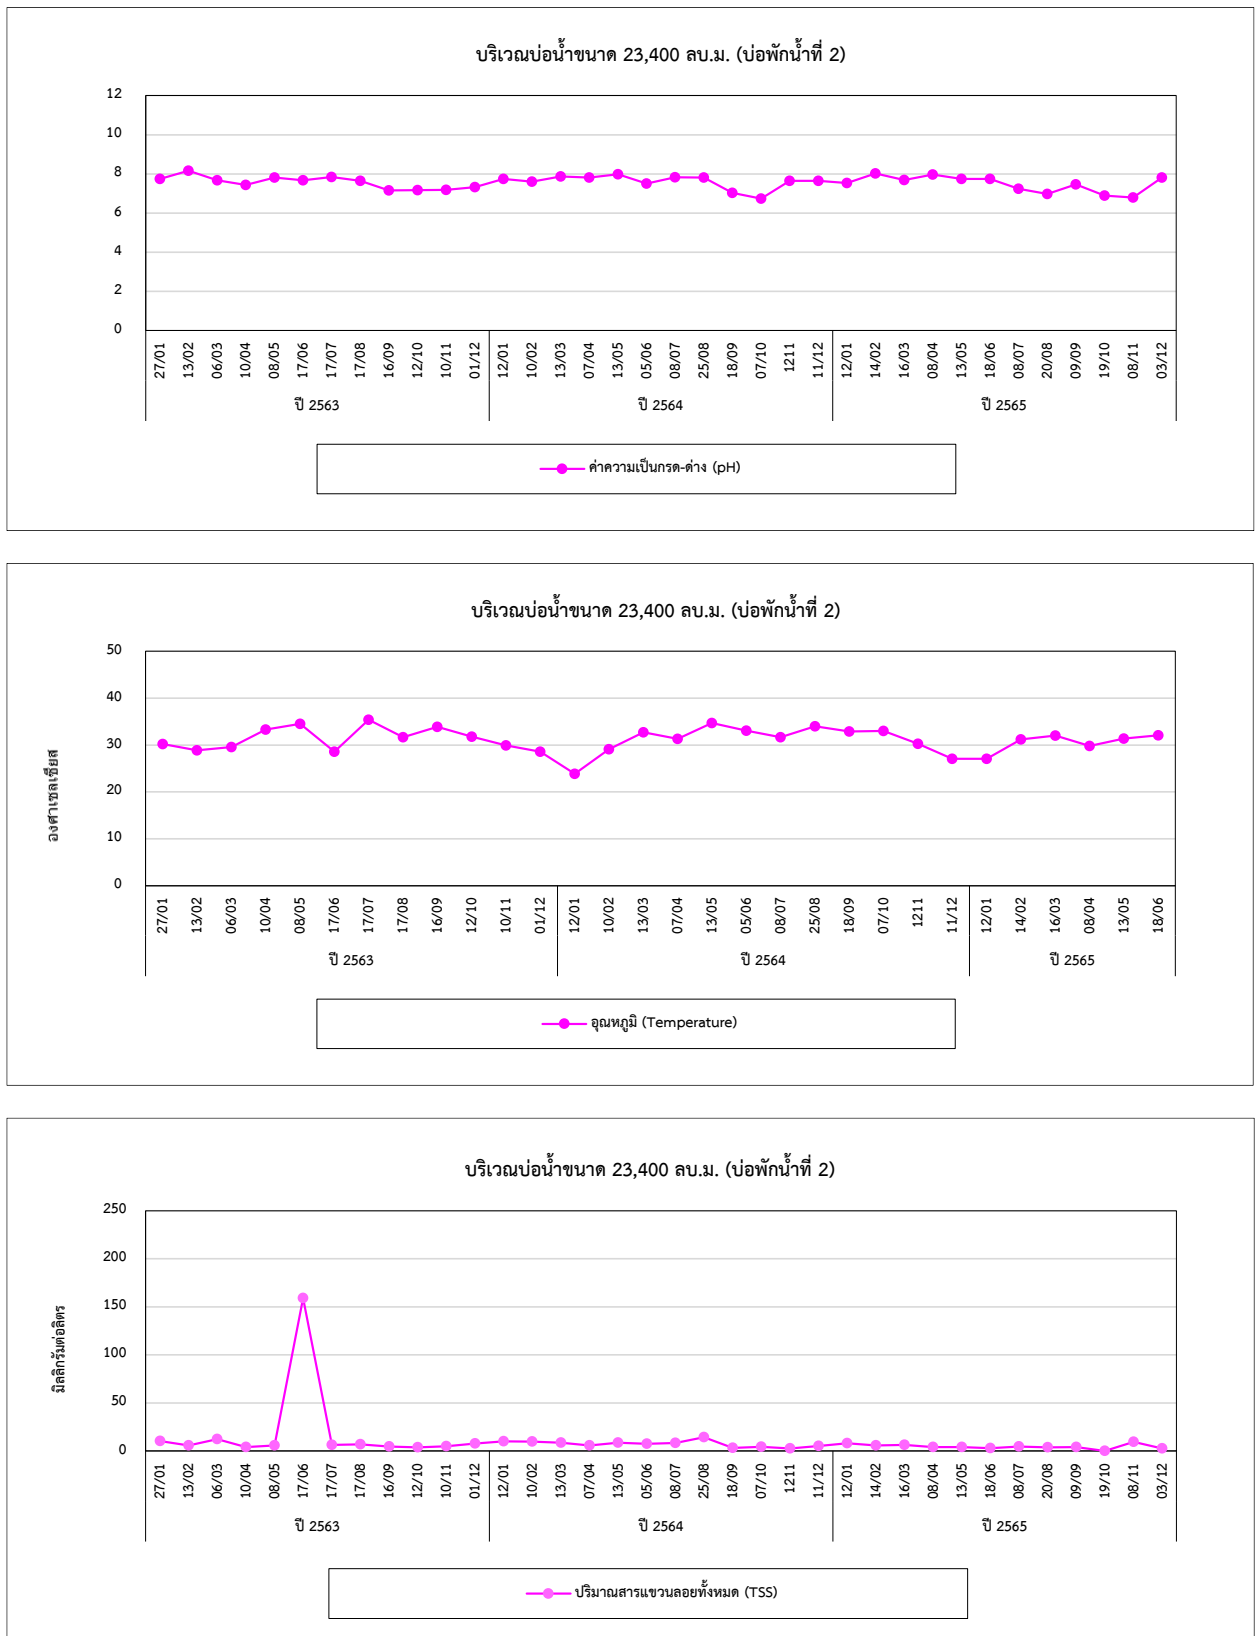 บริเวณบ่อน้ำขนาด 23,400 ลบ.ม. (บ่อพักน้ำที่ 2)
12
10
8
6
4
2
0
27/01 13/02 06/03 10/04 08/05 17/06 17/07 17/08 16/09 12/10 10/11 01/12 12/01 10/02 13/03 07/04 13/05 05/06 08/07 25/08 18/09 07/10 1211 11/12 12/01 14/02 16/03 08/04 13/05 18/06 08/07 20/08 09/09 19/10 08/11 03/12
ปี 2563 ปี 2564 ปี 2565
ค่าความเป็นกรด-ด่าง (pH)
บริเวณบ่อน้ำขนาด 23,400 ลบ.ม. (บ่อพักน้ำที่ 2)
องศาเซลเซียส
50
40
30
20
10
0
27/01 13/02 06/03 10/04 08/05 17/06 17/07 17/08 16/09 12/10 10/11 01/12 12/01 10/02 13/03 07/04 13/05 05/06 08/07 25/08 18/09 07/10 1211 11/12 12/01 14/02 16/03 08/04 13/05 18/06
ปี 2563 ปี 2564 ปี 2565
อุณหภูมิ (Temperature)
บริเวณบ่อน้ำขนาด 23,400 ลบ.ม. (บ่อพักน้ำที่ 2)
มิลลิกรัมต่อลิตร
250
200
150
100
50
0
27/01 13/02 06/03 10/04 08/05 17/06 17/07 17/08 16/09 12/10 10/11 01/12 12/01 10/02 13/03 07/04 13/05 05/06 08/07 25/08 18/09 07/10 1211 11/12 12/01 14/02 16/03 08/04 13/05 18/06 08/07 20/08 09/09 19/10 08/11 03/12
ปี 2563 ปี 2564 ปี 2565
ปริมาณสารแขวนลอยทั้งหมด (TSS)